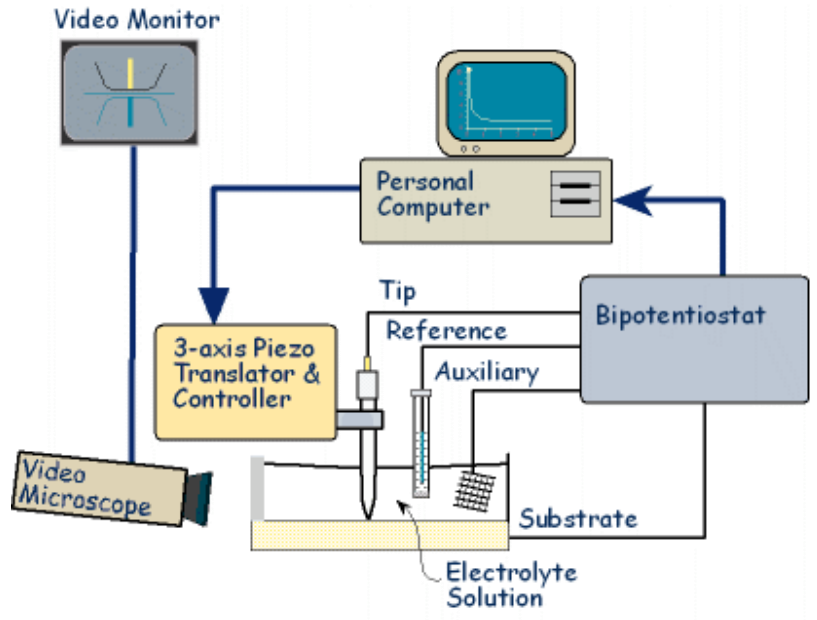 Video Monitor
Personal
Computer
Tip
Reference
Auxiliary
Bipotentiostat
3-axis Piezo
Translator &
Controller
Video
Microscope
Substrate
Electrolyte
Solution